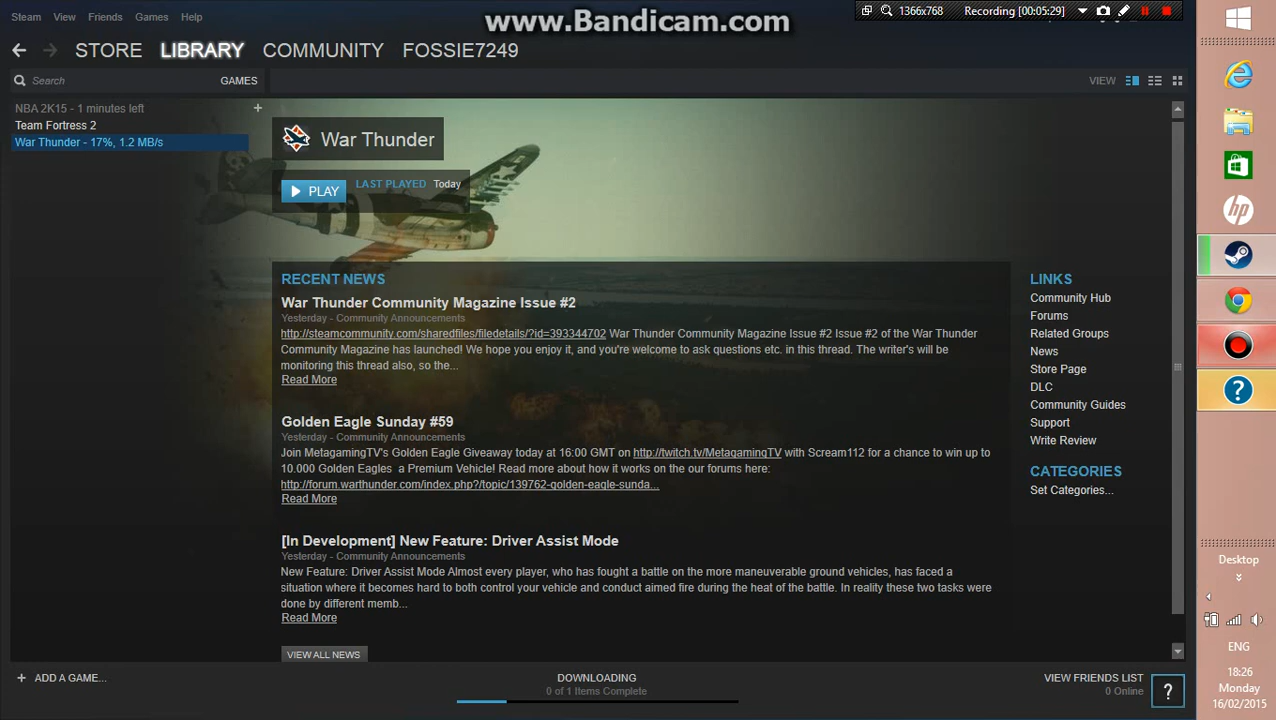 www.Bandicam.com
1366x768 Recording [00:05:29]
Steam View Friends Games Help
STORE LIBRARY COMMUNITY FOSSIE7249
Search GAMES
VIEW
NBA 2K15 - 1 minutes left
Team Fortress 2
War Thunder - 17%, 1.2 MB/s
War Thunder
PLAY LAST PLAYED Today
RECENT NEWS
War Thunder Community Magazine Issue #2
Yesterday - Community Announcements
http://steamcommunity.com/sharedfiles/filedetails/?id=393344702 War Thunder Community Magazine Issue #2 Issue #2 of the War Thunder
Community Magazine has launched! We hope you enjoy it, and you're welcome to ask questions etc. in this thread. The writer's will be
monitoring this thread also, so the...
Read More
Golden Eagle Sunday #59
Yesterday - Community Announcements
Join MetagamingTV's Golden Eagle Giveaway today at 16:00 GMT on http://twitch.tv/MetagamingTV with Scream112 for a chance to win up to
10.000 Golden Eagles a Premium Vehicle! Read more about how it works on the our forums here:
http://forum.warthunder.com/index.php?/topic/139762-golden-eagle-sunda...
Read More
[In Development] New Feature: Driver Assist Mode
Yesterday - Community Announcements
New Feature: Driver Assist Mode Almost every player, who has fought a battle on the more maneuverable ground vehicles, has faced a
situation where it becomes hard to both control your vehicle and conduct aimed fire during the heat of the battle. In reality these two tasks were
done by different memb...
Read More
VIEW ALL NEWS
LINKS
Community Hub
Forums
Related Groups
News
Store Page
DLC
Community Guides
Support
Write Review
CATEGORIES
Set Categories...
ADD A GAME...
DOWNLOADING
0 of 1 Items Complete
VIEW FRIENDS LIST
0 Online
?
hp
?
Desktop
ENG
18:26
Monday
16/02/2015